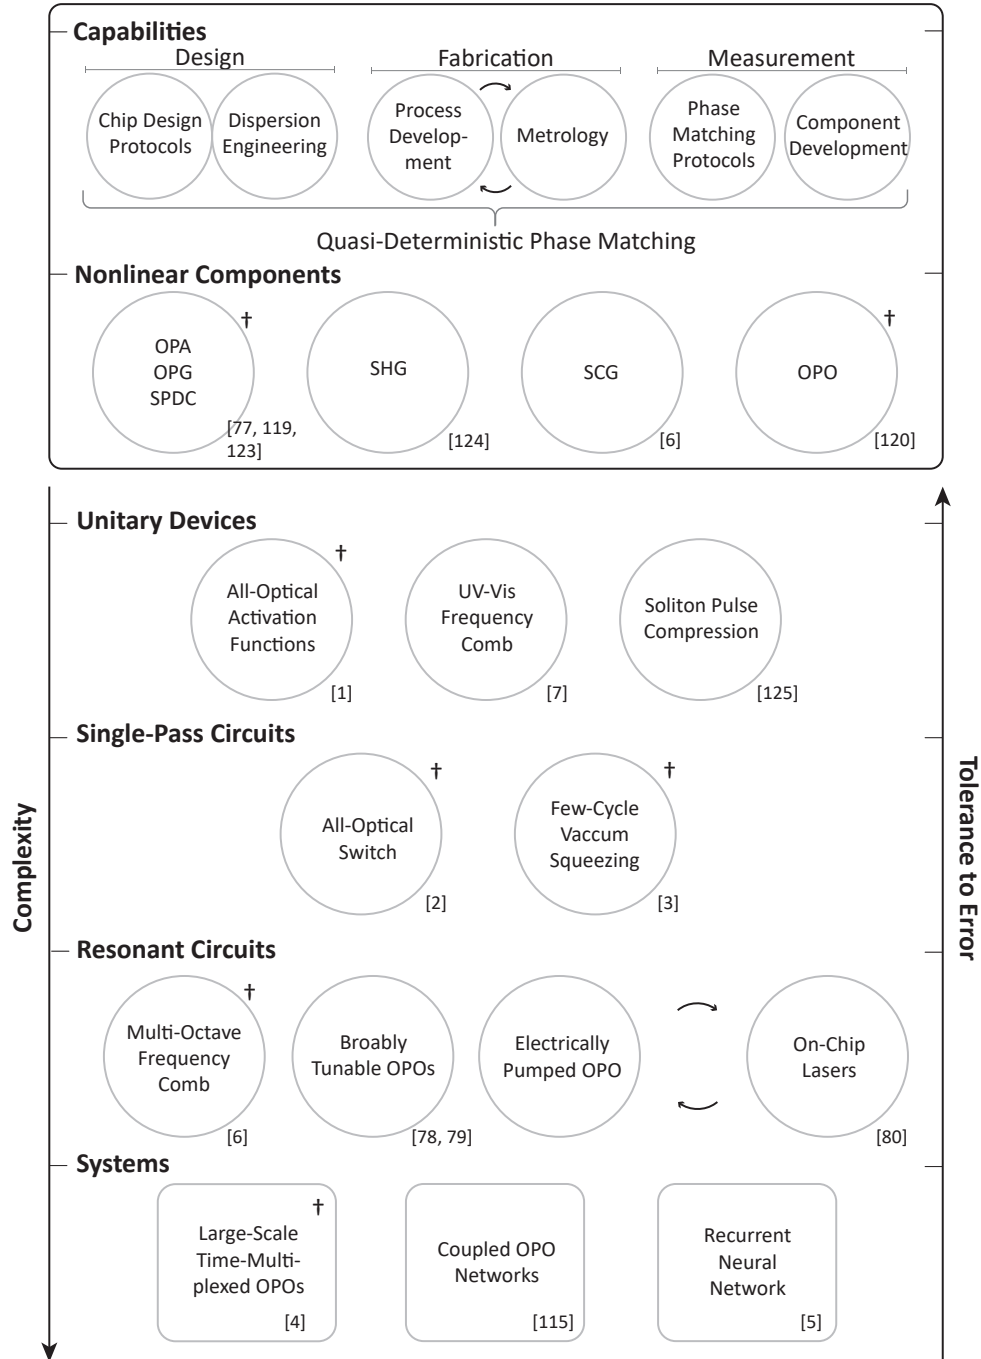 Capabilities
Design
Fabrication
Measurement
Chip Design
Protocols
Dispersion
Engineering
Process
Develop-
ment
Metrology
Phase
Matching
Protocols
Component
Development
Quasi-Deterministic Phase Matching
Nonlinear Components
†
OPA
OPG
SPDC
[77, 119,
123]
SHG
[124]
SCG
[6]
†
OPO
[120]
Unitary Devices
†
All-Optical
Activation
Functions
[1]
UV-Vis
Frequency
Comb
[7]
Soliton Pulse
Compression
[125]
Single-Pass Circuits
†
All-Optical
Switch
[2]
†
Few-Cycle
Vaccum
Squeezing
[3]
Complexity
Tolerance to Error
Resonant Circuits
†
Multi-Octave
Frequency
Comb
[6]
Broably
Tunable OPOs
[78, 79]
Electrically
Pumped OPO
On-Chip
Lasers
[80]
Systems
†
Large-Scale
Time-Multi-
plexed OPOs
[4]
Coupled OPO
Networks
[115]
Recurrent
Neural
Network
[5]